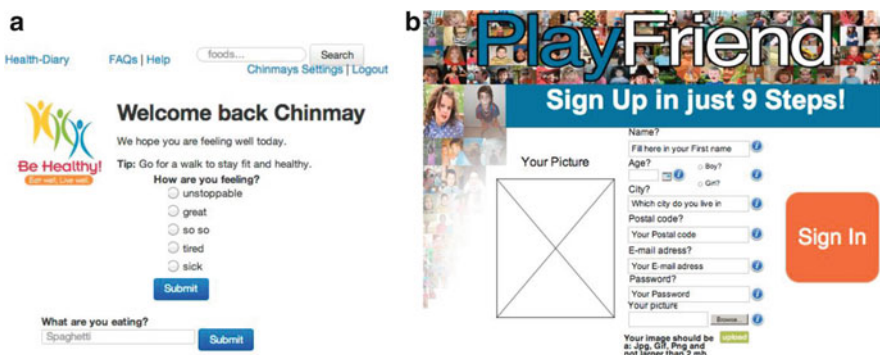 a
Health-Diary
FAQs | Help
foods...
Search
Chinmays Settings | Logout
Be Healthy!
Eat well, Live well
Welcome back Chinmay
We hope you are feeling well today.
Tip: Go for a walk to stay fit and healthy.
How are you feeling?
unstoppable
great
so so
tired
sick
Submit
What are you eating?
Spaghetti
Submit
b
PlayFriend
Sign Up in just 9 Steps!
Your Picture
Name?
Fill here in your First name
Age?
Boy?
Girl?
City?
Which city do you live in
Postal code?
Your Postal code
E-mail adress?
Your E-mail adress
Password?
Your Password
Your picture
Browse...
Your image should be
a: Jpg, Gif, Png and
not larger than 2 mb
upload
Sign In